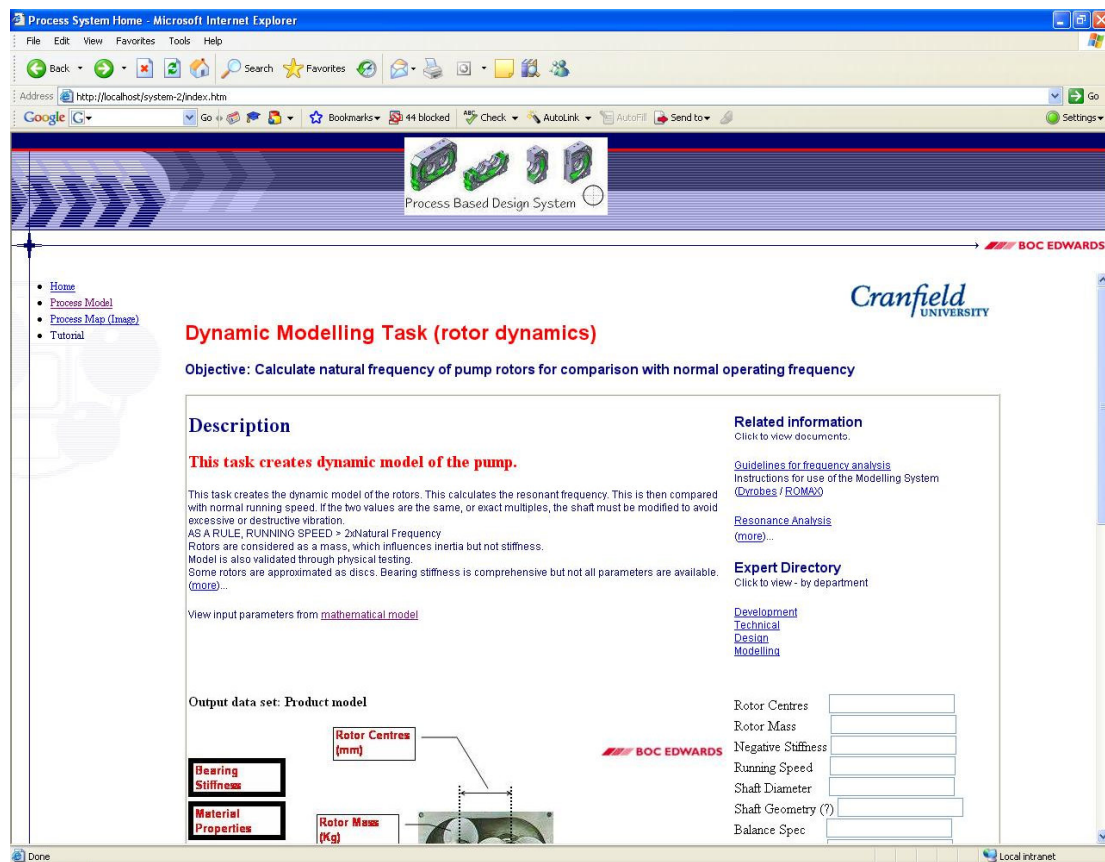 Process System Home - Microsoft Internet Explorer
File Edit View Favorites Tools Help
Back Search Favorites
Address http://localhost/system-2/index.htm Go
Google G Go Bookmarks 44 blocked ABC Check AutoLink AutoFill Send to Settings
Process Based Design System
BOC EDWARDS
Home
Process Model
Process Map (Image)
Tutorial
Cranfield
UNIVERSITY
Dynamic Modelling Task (rotor dynamics)
Objective: Calculate natural frequency of pump rotors for comparison with normal operating frequency
Description
This task creates dynamic model of the pump.
This task creates the dynamic model of the rotors. This calculates the resonant frequency. This is then compared
with normal running speed. If the two values are the same, or exact multiples, the shaft must be modified to avoid
excessive or destructive vibration.
AS A RULE, RUNNING SPEED > 2xNatural Frequency
Rotors are considered as a mass, which influences inertia but not stiffness.
Model is also validated through physical testing.
Some rotors are approximated as discs. Bearing stiffness is comprehensive but not all parameters are available.
(more)...
View input parameters from mathematical model
Related information
Click to view documents.
Guidelines for frequency analysis
Instructions for use of the Modelling System
(Dyrobes / ROMAX)
Resonance Analysis
(more)...
Expert Directory
Click to view - by department
Development
Technical
Design
Modelling
Output data set: Product model
Rotor Centres
(mm)
BOC EDWARDS
Bearing
Stiffness
Material
Properties
Rotor Mass
(Kg)
Rotor Centres
Rotor Mass
Negative Stiffness
Running Speed
Shaft Diameter
Shaft Geometry (?)
Balance Spec
Done
Local intranet